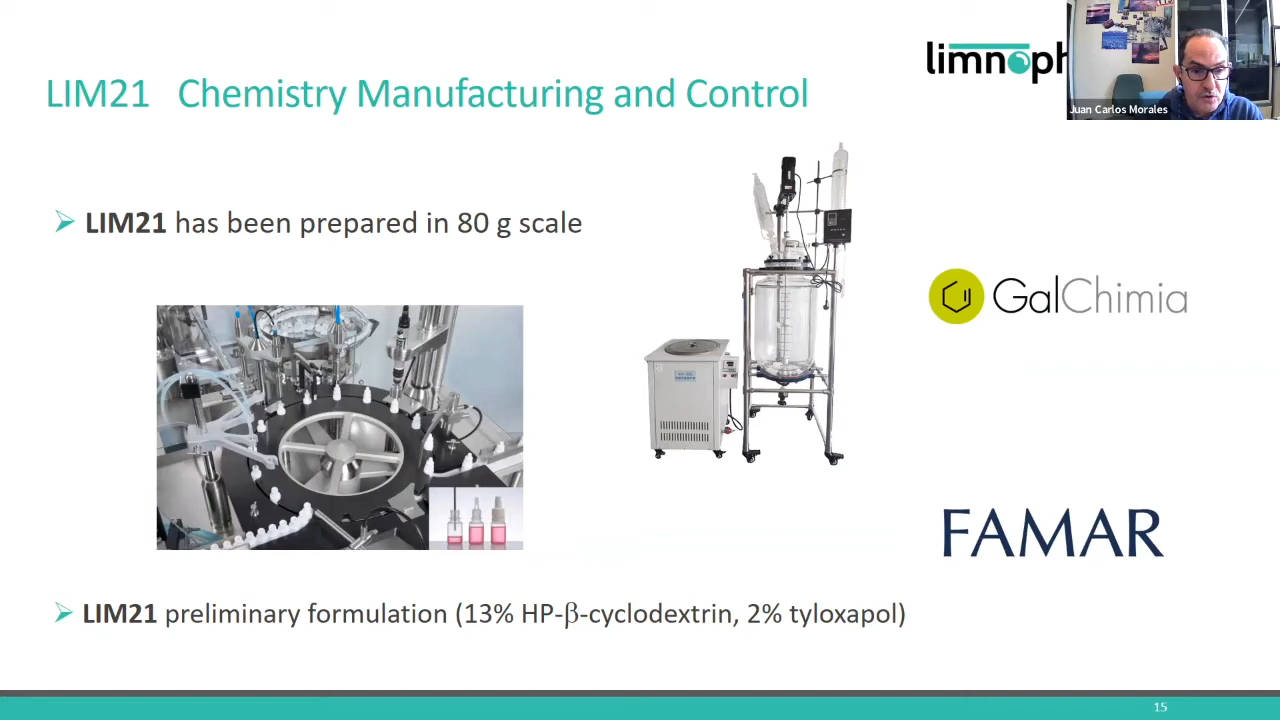 LIM21 Chemistry Manufacturing and Control
limnoph
Juan Carlos Morales
LIM21 has been prepared in 80 g scale
GalChimia
FAMAR
LIM21 preliminary formulation (13% HP-β-cyclodextrin, 2% tyloxapol)
15